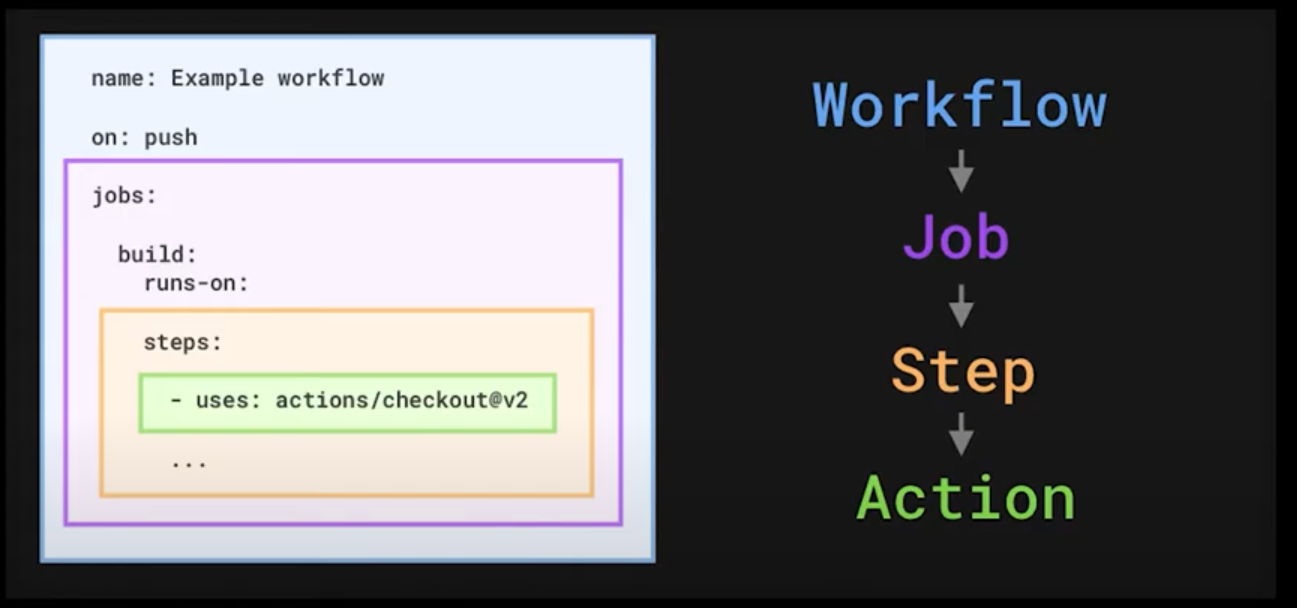 name: Example workflow
on: push
jobs:
build:
runs-on:
steps:
- uses: actions/checkout@v2
...
Workflow
Job
Step
Action